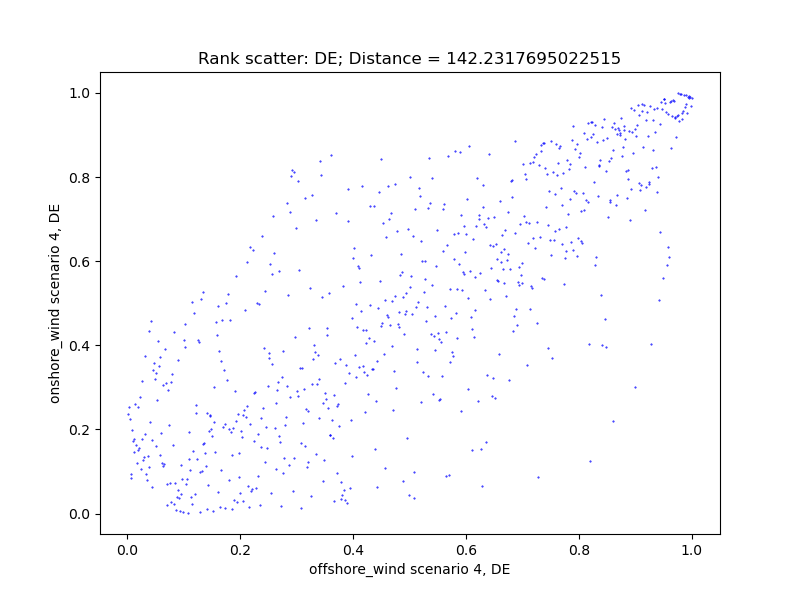 Rank scatter: DE; Distance = 142.2317695022515
1.0
0.8
0.6
0.4
0.2
0.0
onshore_wind scenario 4, DE
0.0 0.2 0.4 0.6 0.8 1.0
offshore_wind scenario 4, DE